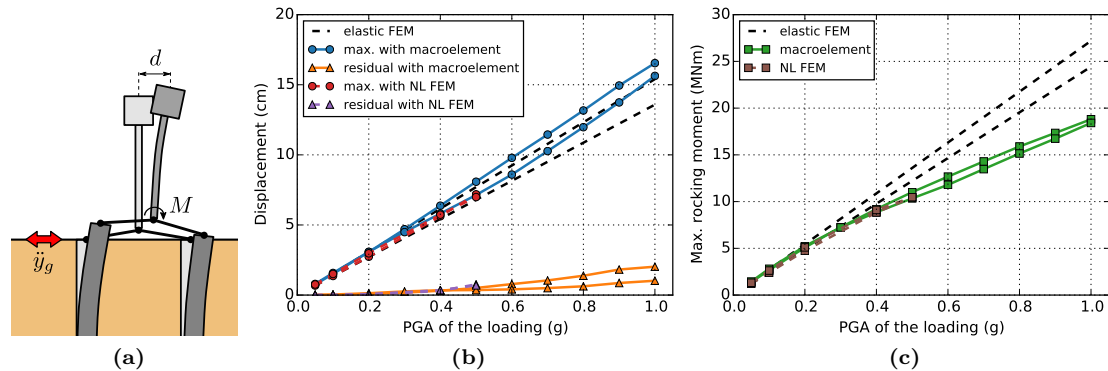 d
M
ÿ_g
(a)
Displacement (cm)
20
15
10
5
0
0.0 0.2 0.4 0.6 0.8 1.0
PGA of the loading (g)
elastic FEM
max. with macroelement
residual with macroelement
max. with NL FEM
residual with NL FEM
(b)
Max. rocking moment (MNm)
30
25
20
15
10
5
0
0.0 0.2 0.4 0.6 0.8 1.0
PGA of the loading (g)
elastic FEM
macroelement
NL FEM
(c)